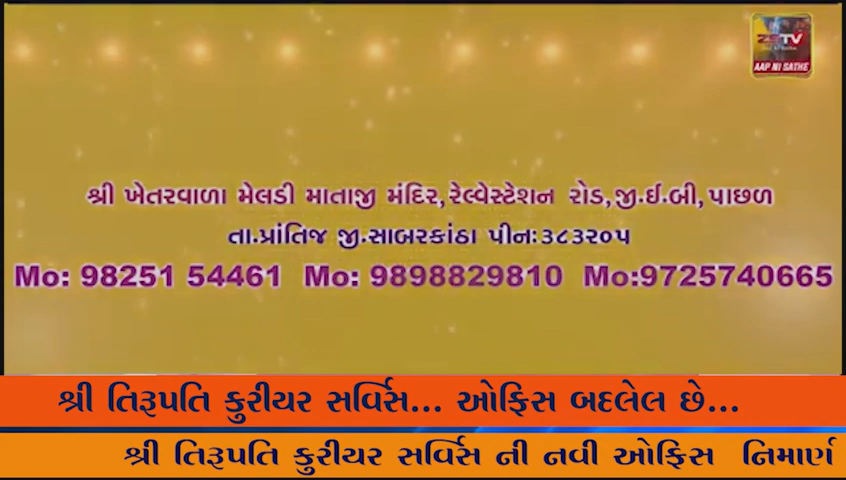 ZSTV
AAP NI SATHE
શ્રી ખેતરવાળા મેલડી માતાજી મંદિર,રેલ્વેસ્ટેશન રોડ,જી.ઈ.બી,પાછળ
તા.પ્રાંતિજ જી.સાબરકાંઠા પીન:૩૮૩૨૦૫
Mo: 98251 54461 Mo: 9898829810 Mo:9725740665
શ્રી તિરૂપતિ કુરીયર સર્વિસ... ઓફિસ બદલેલ છે...
શ્રી તિરૂપતિ કુરીયર સર્વિસ ની નવી ઓફિસ નિમાર્ણ